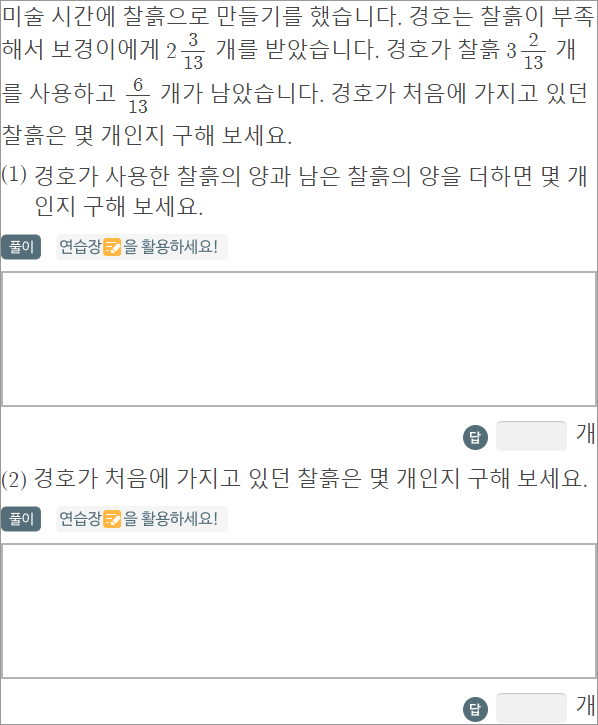 미술 시간에 찰흙으로 만들기를 했습니다. 경호는 찰흙이 부족
해서 보경이에게 2 3/13 개를 받았습니다. 경호가 찰흙 3 2/13 개
를 사용하고 6/13 개가 남았습니다. 경호가 처음에 가지고 있던
찰흙은 몇 개인지 구해 보세요.
(1) 경호가 사용한 찰흙의 양과 남은 찰흙의 양을 더하면 몇 개
인지 구해 보세요.
풀이 연습장을 활용하세요!
답 개
(2) 경호가 처음에 가지고 있던 찰흙은 몇 개인지 구해 보세요.
풀이 연습장을 활용하세요!
답 개